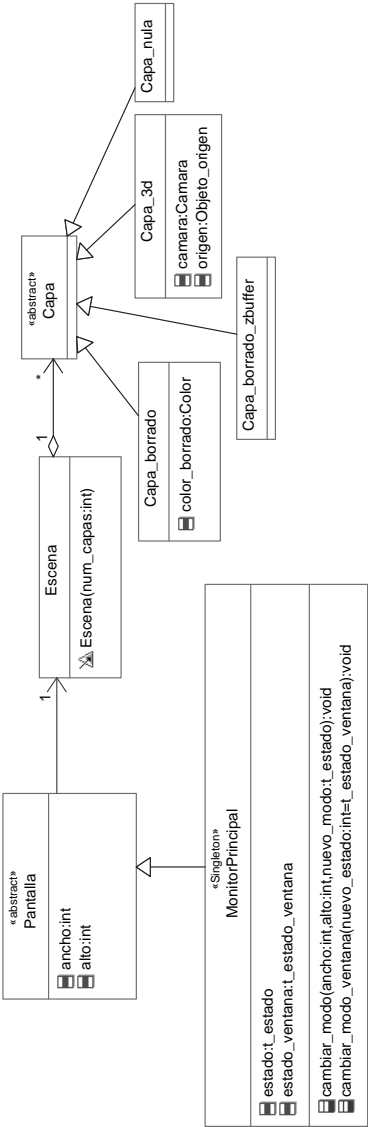 «abstract»
Pantalla
ancho:int
alto:int
1
Escena
Escena(num_capas:int)
1
*
«abstract»
Capa
Capa_borrado
color_borrado:Color
Capa_borrado_zbuffer
Capa_3d
camara:Camara
origen:Objeto_origen
Capa_nula
«Singleton»
MonitorPrincipal
estado:t_estado
estado_ventana:t_estado_ventana
cambiar_modo(ancho:int,alto:int,nuevo_modo:t_estado):void
cambiar_modo_ventana(nuevo_estado:int=t_estado_ventana):void